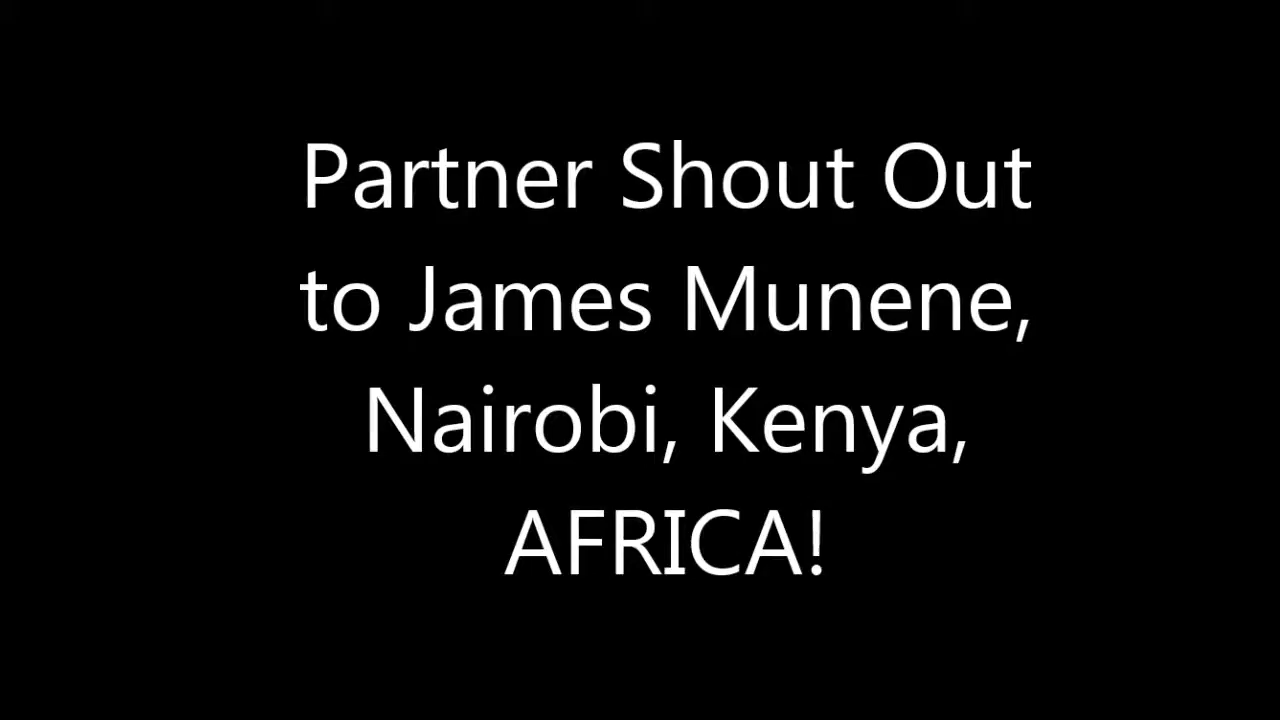 Partner Shout Out
to James Munene,
Nairobi, Kenya,
AFRICA!